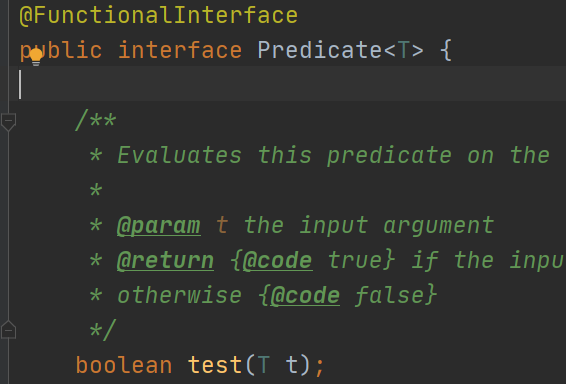 @FunctionalInterface
public interface Predicate<T> {
/**
* Evaluates this predicate on the
*
* @param t the input argument
* @return {@code true} if the inpu
* otherwise {@code false}
*/
boolean test(T t);